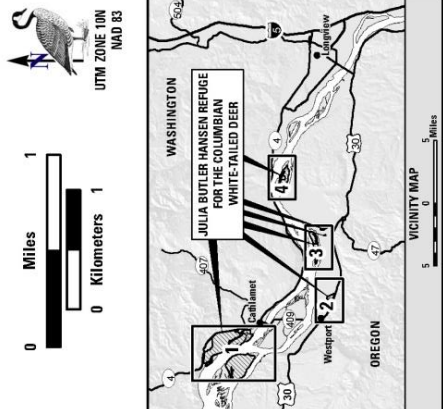 0 Miles 1
0 Kilometers 1
N
UTM ZONE 10N
NAD 83
WASHINGTON
JULIA BUTLER HANSEN REFUGE
FOR THE COLUMBIAN
WHITE-TAILED DEER
504
5
Longview
4
4
407
4
1
Cathlamet
409
3
2
Westport
30
30
47
OREGON
VICINITY MAP
5 0 5 Miles